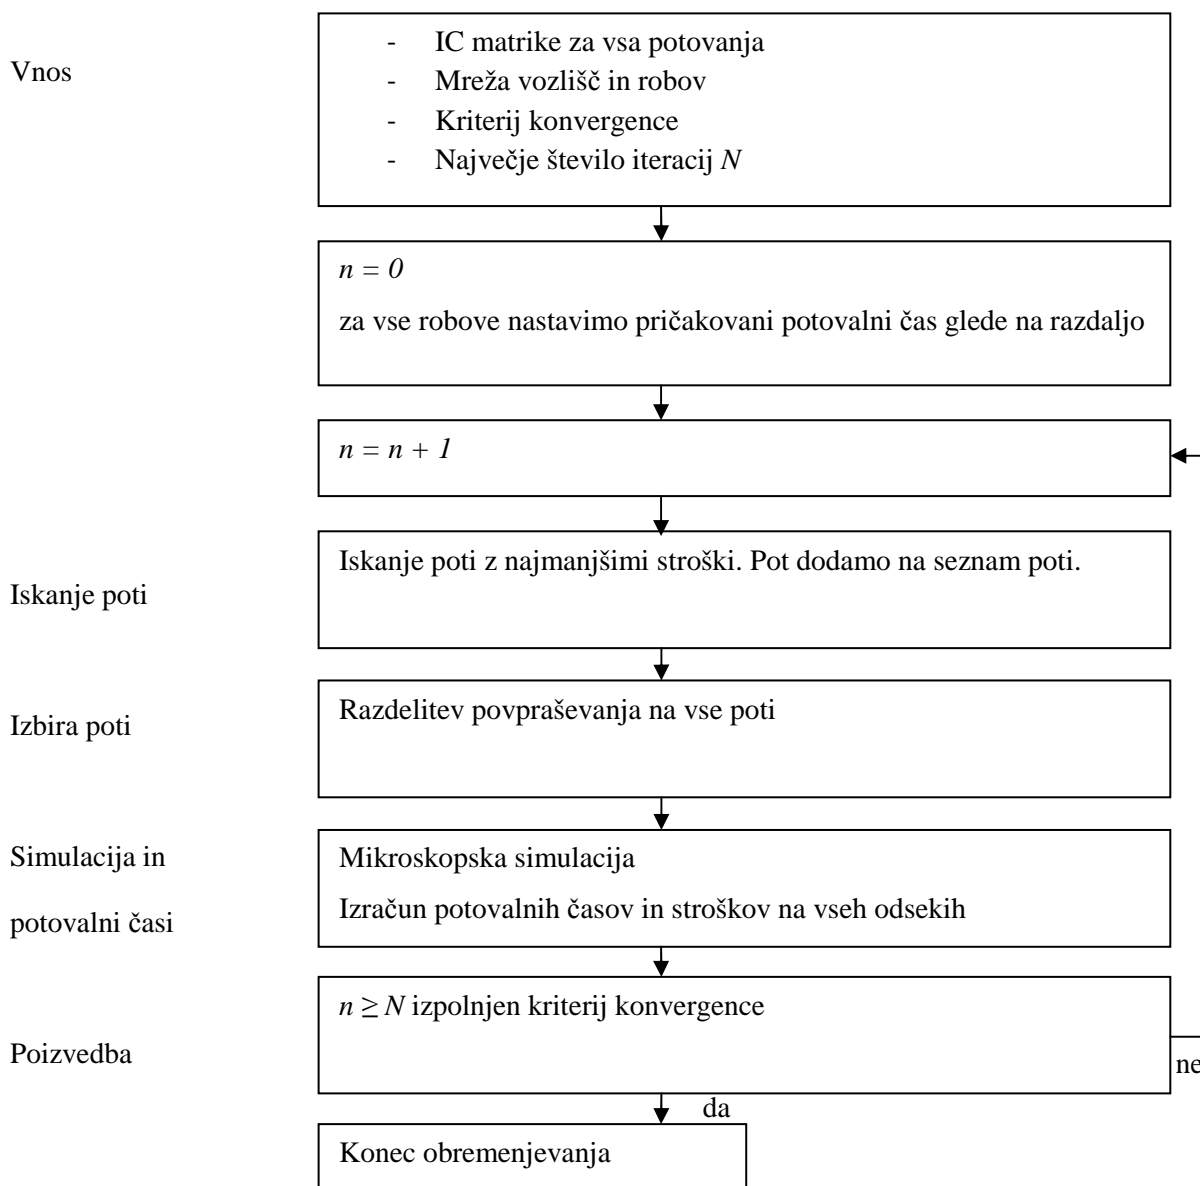 Vnos
- IC matrike za vsa potovanja
- Mreža vozlišč in robov
- Kriterij konvergence
- Največje število iteracij N
n = 0
za vse robove nastavimo pričakovani potovalni čas glede na razdaljo
n = n + 1
Iskanje poti
Iskanje poti z najmanjšimi stroški. Pot dodamo na seznam poti.
Izbira poti
Razdelitev povpraševanja na vse poti
Simulacija in
potovalni časi
Mikroskopska simulacija
Izračun potovalnih časov in stroškov na vseh odsekih
Poizvedba
n ≥ N izpolnjen kriterij konvergence
ne
da
Konec obremenjevanja